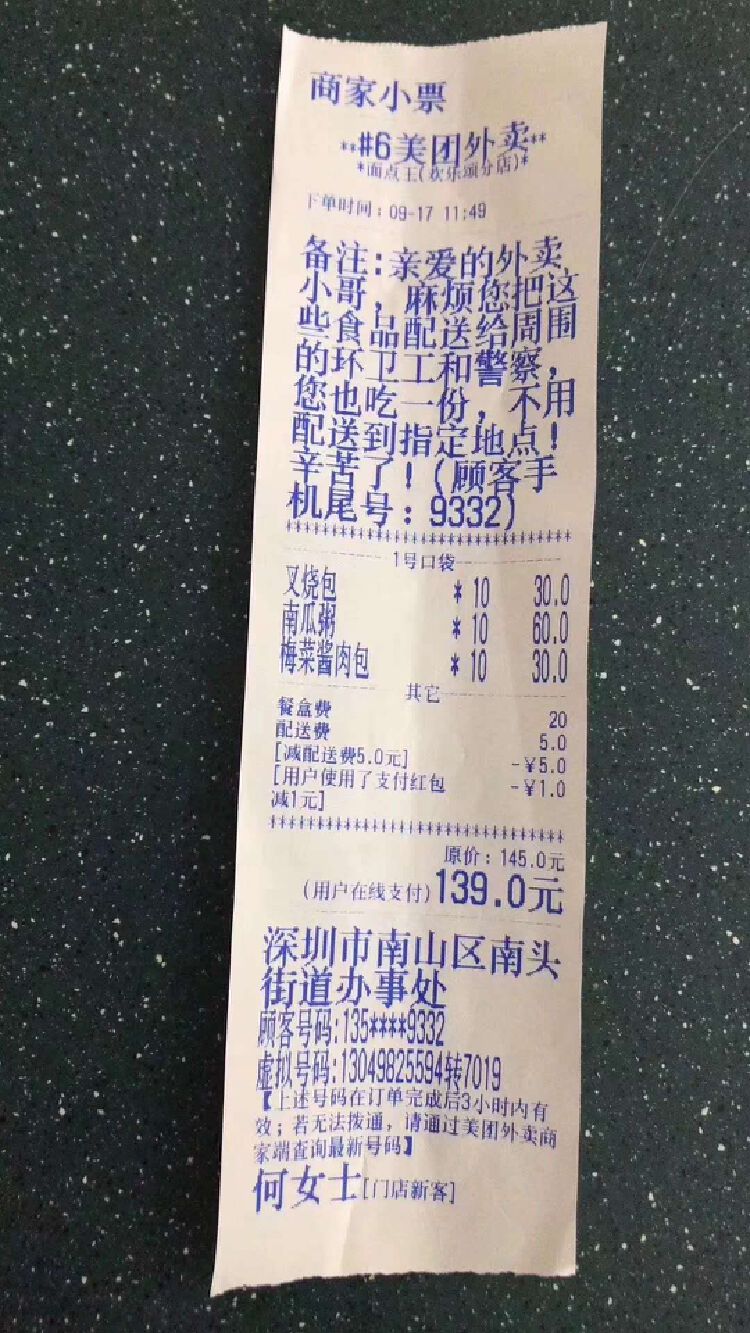 商家小票
**#6美团外卖**
*面点王(欢乐颂分店)*
下单时间：09-17 11:49
备注：亲爱的外卖
小哥，麻烦您把这
些食品配送给周围
的环卫工和警察，
您也吃一份，不用
配送到指定地点！
辛苦了！（顾客手
机尾号：9332）
1号口袋
叉烧包 * 10 30.0
南瓜粥 * 10 60.0
梅菜酱肉包 * 10 30.0
其它
餐盒费 20
配送费 5.0
[减配送费5.0元] -¥5.0
[用户使用了支付红包 -¥1.0
减1元]
原价：145.0元
(用户在线支付)139.0元
深圳市南山区南头
街道办事处
顾客号码:135****9332
虚拟号码:13049825594转7019
【上述号码在订单完成后3小时内有
效；若无法拨通，请通过美团外卖商
家端查询最新号码】
何女士[门店新客]